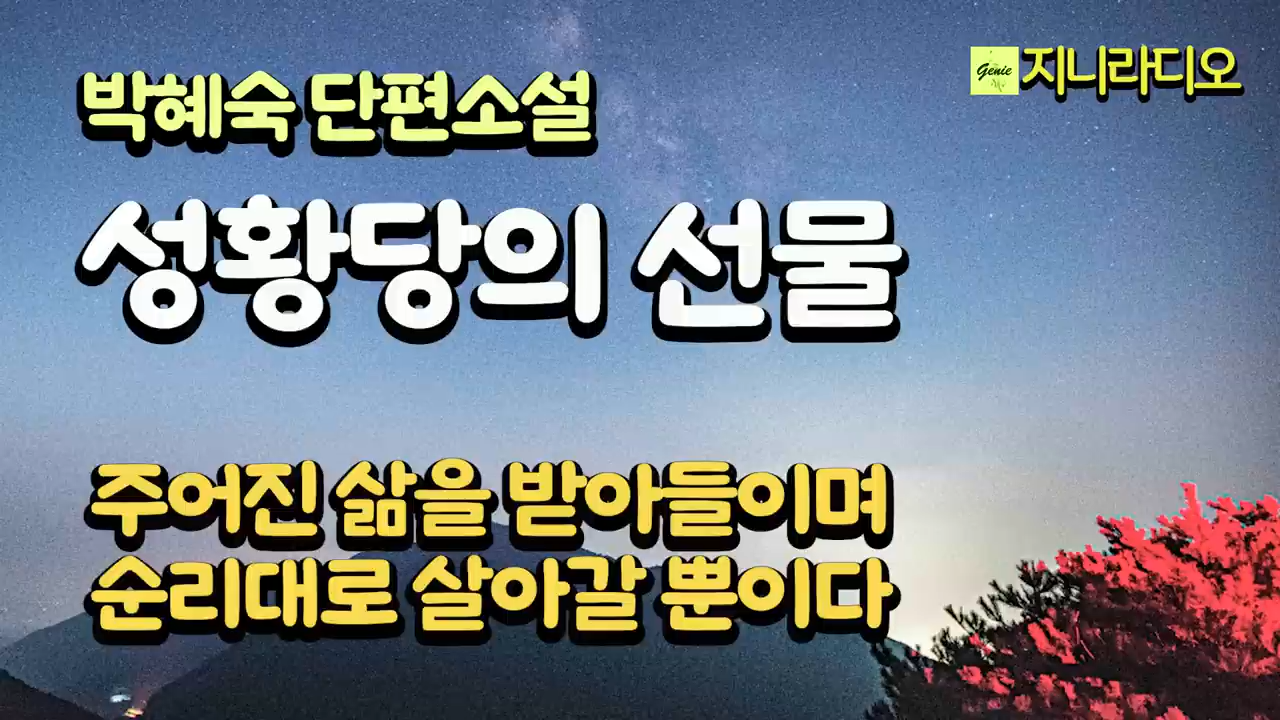 박혜숙 단편소설
Genie 지니라디오
성황당의 선물
주어진 삶을 받아들이며
순리대로 살아갈 뿐이다